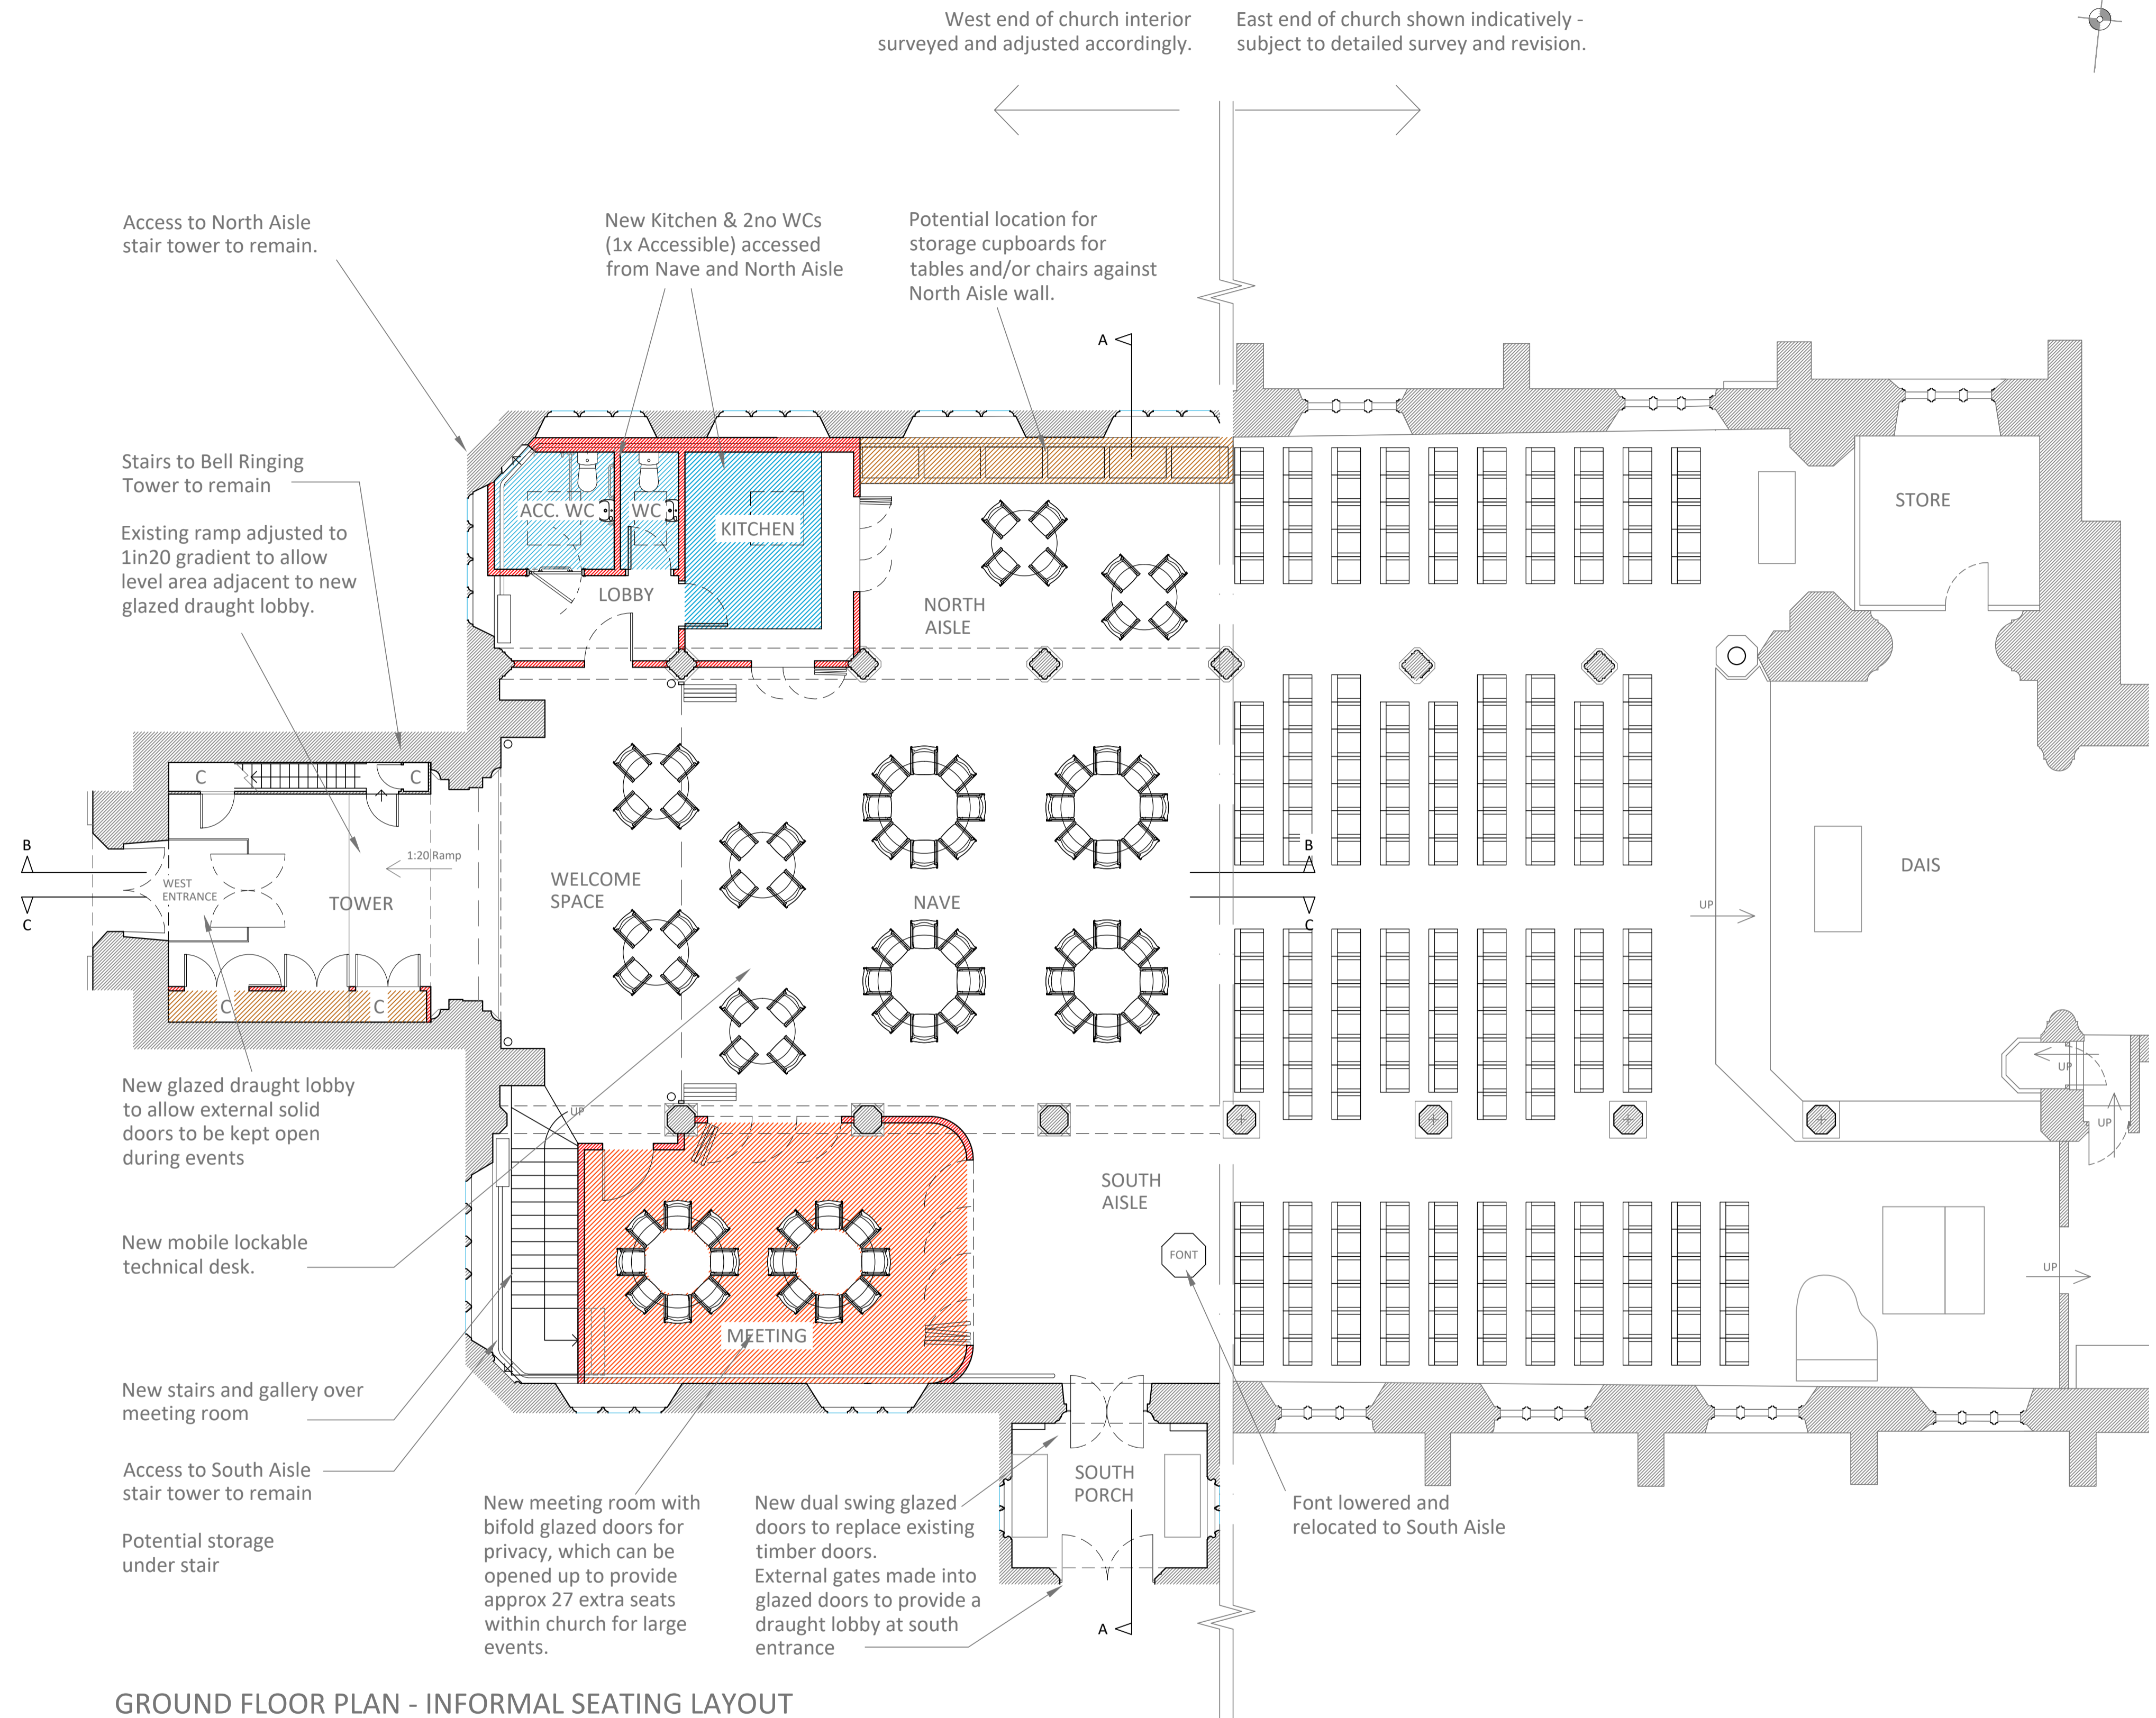 West end of church interior
surveyed and adjusted accordingly.
East end of church shown indicatively -
subject to detailed survey and revision.
Access to North Aisle
stair tower to remain.
New Kitchen & 2no WCs
(1x Accessible) accessed
from Nave and North Aisle
Potential location for
storage cupboards for
tables and/or chairs against
North Aisle wall.
A
Stairs to Bell Ringing
Tower to remain
Existing ramp adjusted to
1in20 gradient to allow
level area adjacent to new
glazed draught lobby.
ACC. WC
WC
KITCHEN
LOBBY
NORTH
AISLE
STORE
C
C
B
C
1:20 Ramp
WEST
ENTRANCE
TOWER
WELCOME
SPACE
NAVE
B
C
UP
DAIS
C
C
New glazed draught lobby
to allow external solid
doors to be kept open
during events
UP
UP
UP
SOUTH
AISLE
FONT
UP
New mobile lockable
technical desk.
MEETING
New stairs and gallery over
meeting room
Access to South Aisle
stair tower to remain
Potential storage
under stair
New meeting room with
bifold glazed doors for
privacy, which can be
opened up to provide
approx 27 extra seats
within church for large
events.
New dual swing glazed
doors to replace existing
timber doors.
External gates made into
glazed doors to provide a
draught lobby at south
entrance
SOUTH
PORCH
A
Font lowered and
relocated to South Aisle
GROUND FLOOR PLAN - INFORMAL SEATING LAYOUT